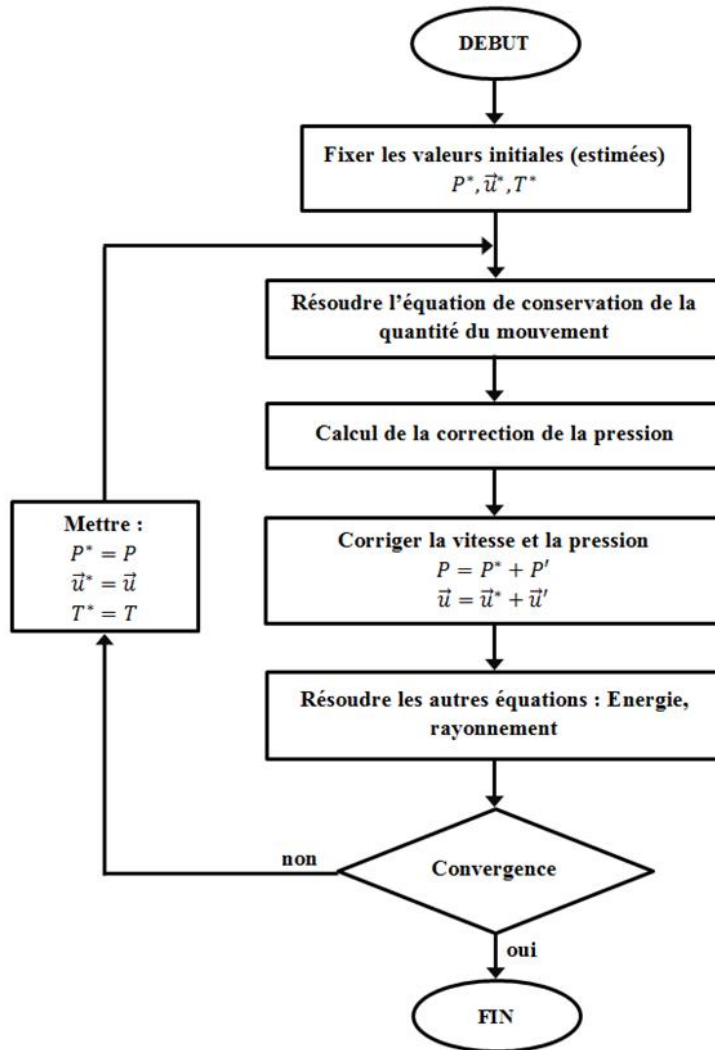 DEBUT
Fixer les valeurs initiales (estimées)
P*, u⃗*, T*
Résoudre l'équation de conservation de la
quantité du mouvement
Calcul de la correction de la pression
Corriger la vitesse et la pression
P = P* + P′
u⃗ = u⃗* + u⃗′
Résoudre les autres équations : Energie,
rayonnement
Mettre :
P* = P
u⃗* = u⃗
T* = T
non
Convergence
oui
FIN